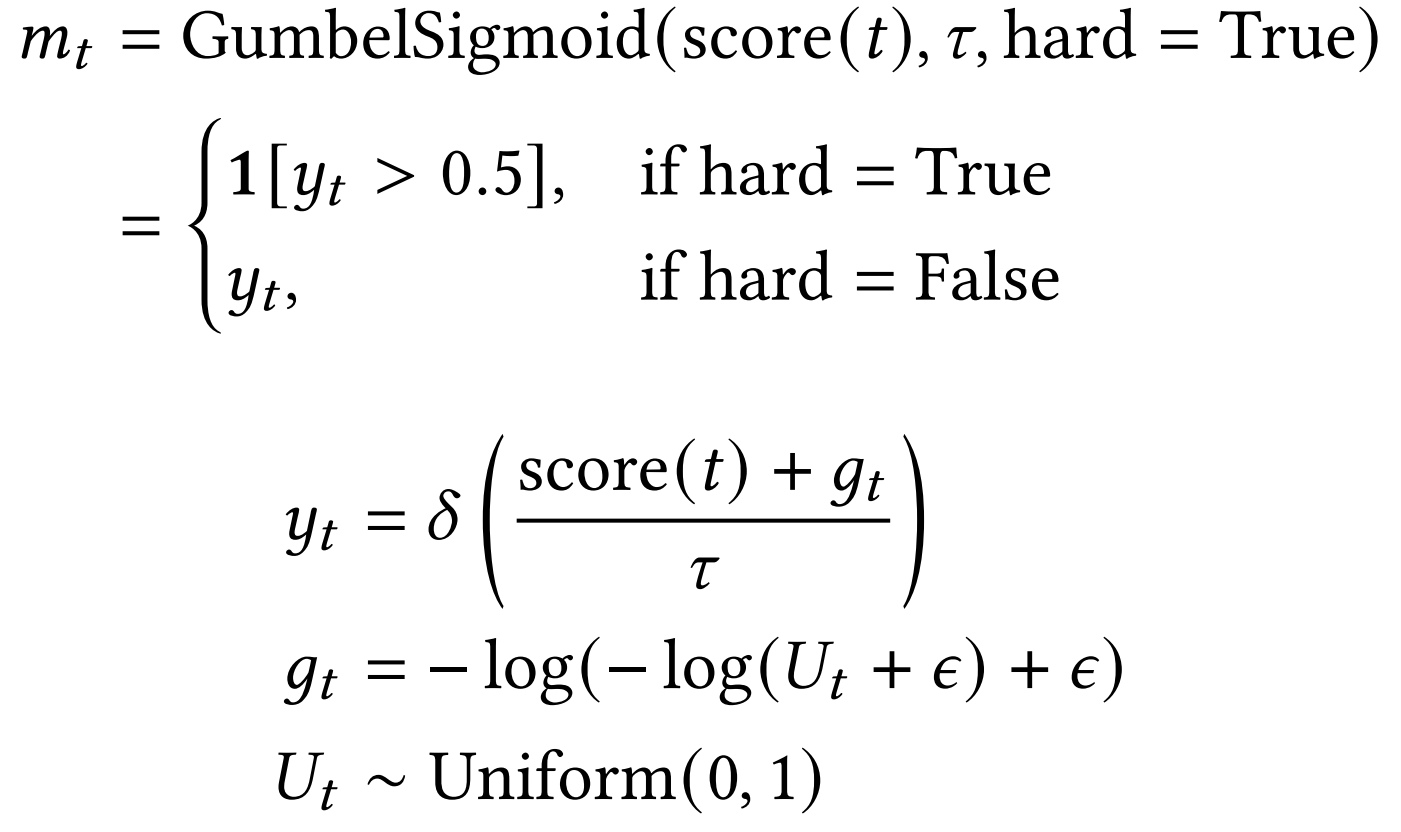 m_t = GumbelSigmoid(score(t), τ, hard = True)
= { 1[y_t > 0.5], if hard = True
y_t, if hard = False
y_t = δ ( (score(t) + g_t) / τ )
g_t = − log(− log(U_t + ϵ) + ϵ)
U_t ∼ Uniform(0, 1)